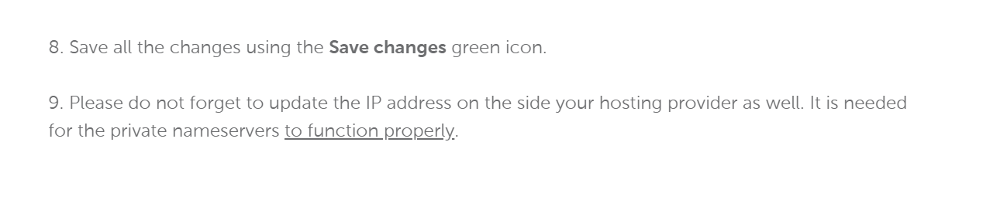 8. Save all the changes using the Save changes green icon.
9. Please do not forget to update the IP address on the side your hosting provider as well. It is needed
for the private nameservers to function properly.